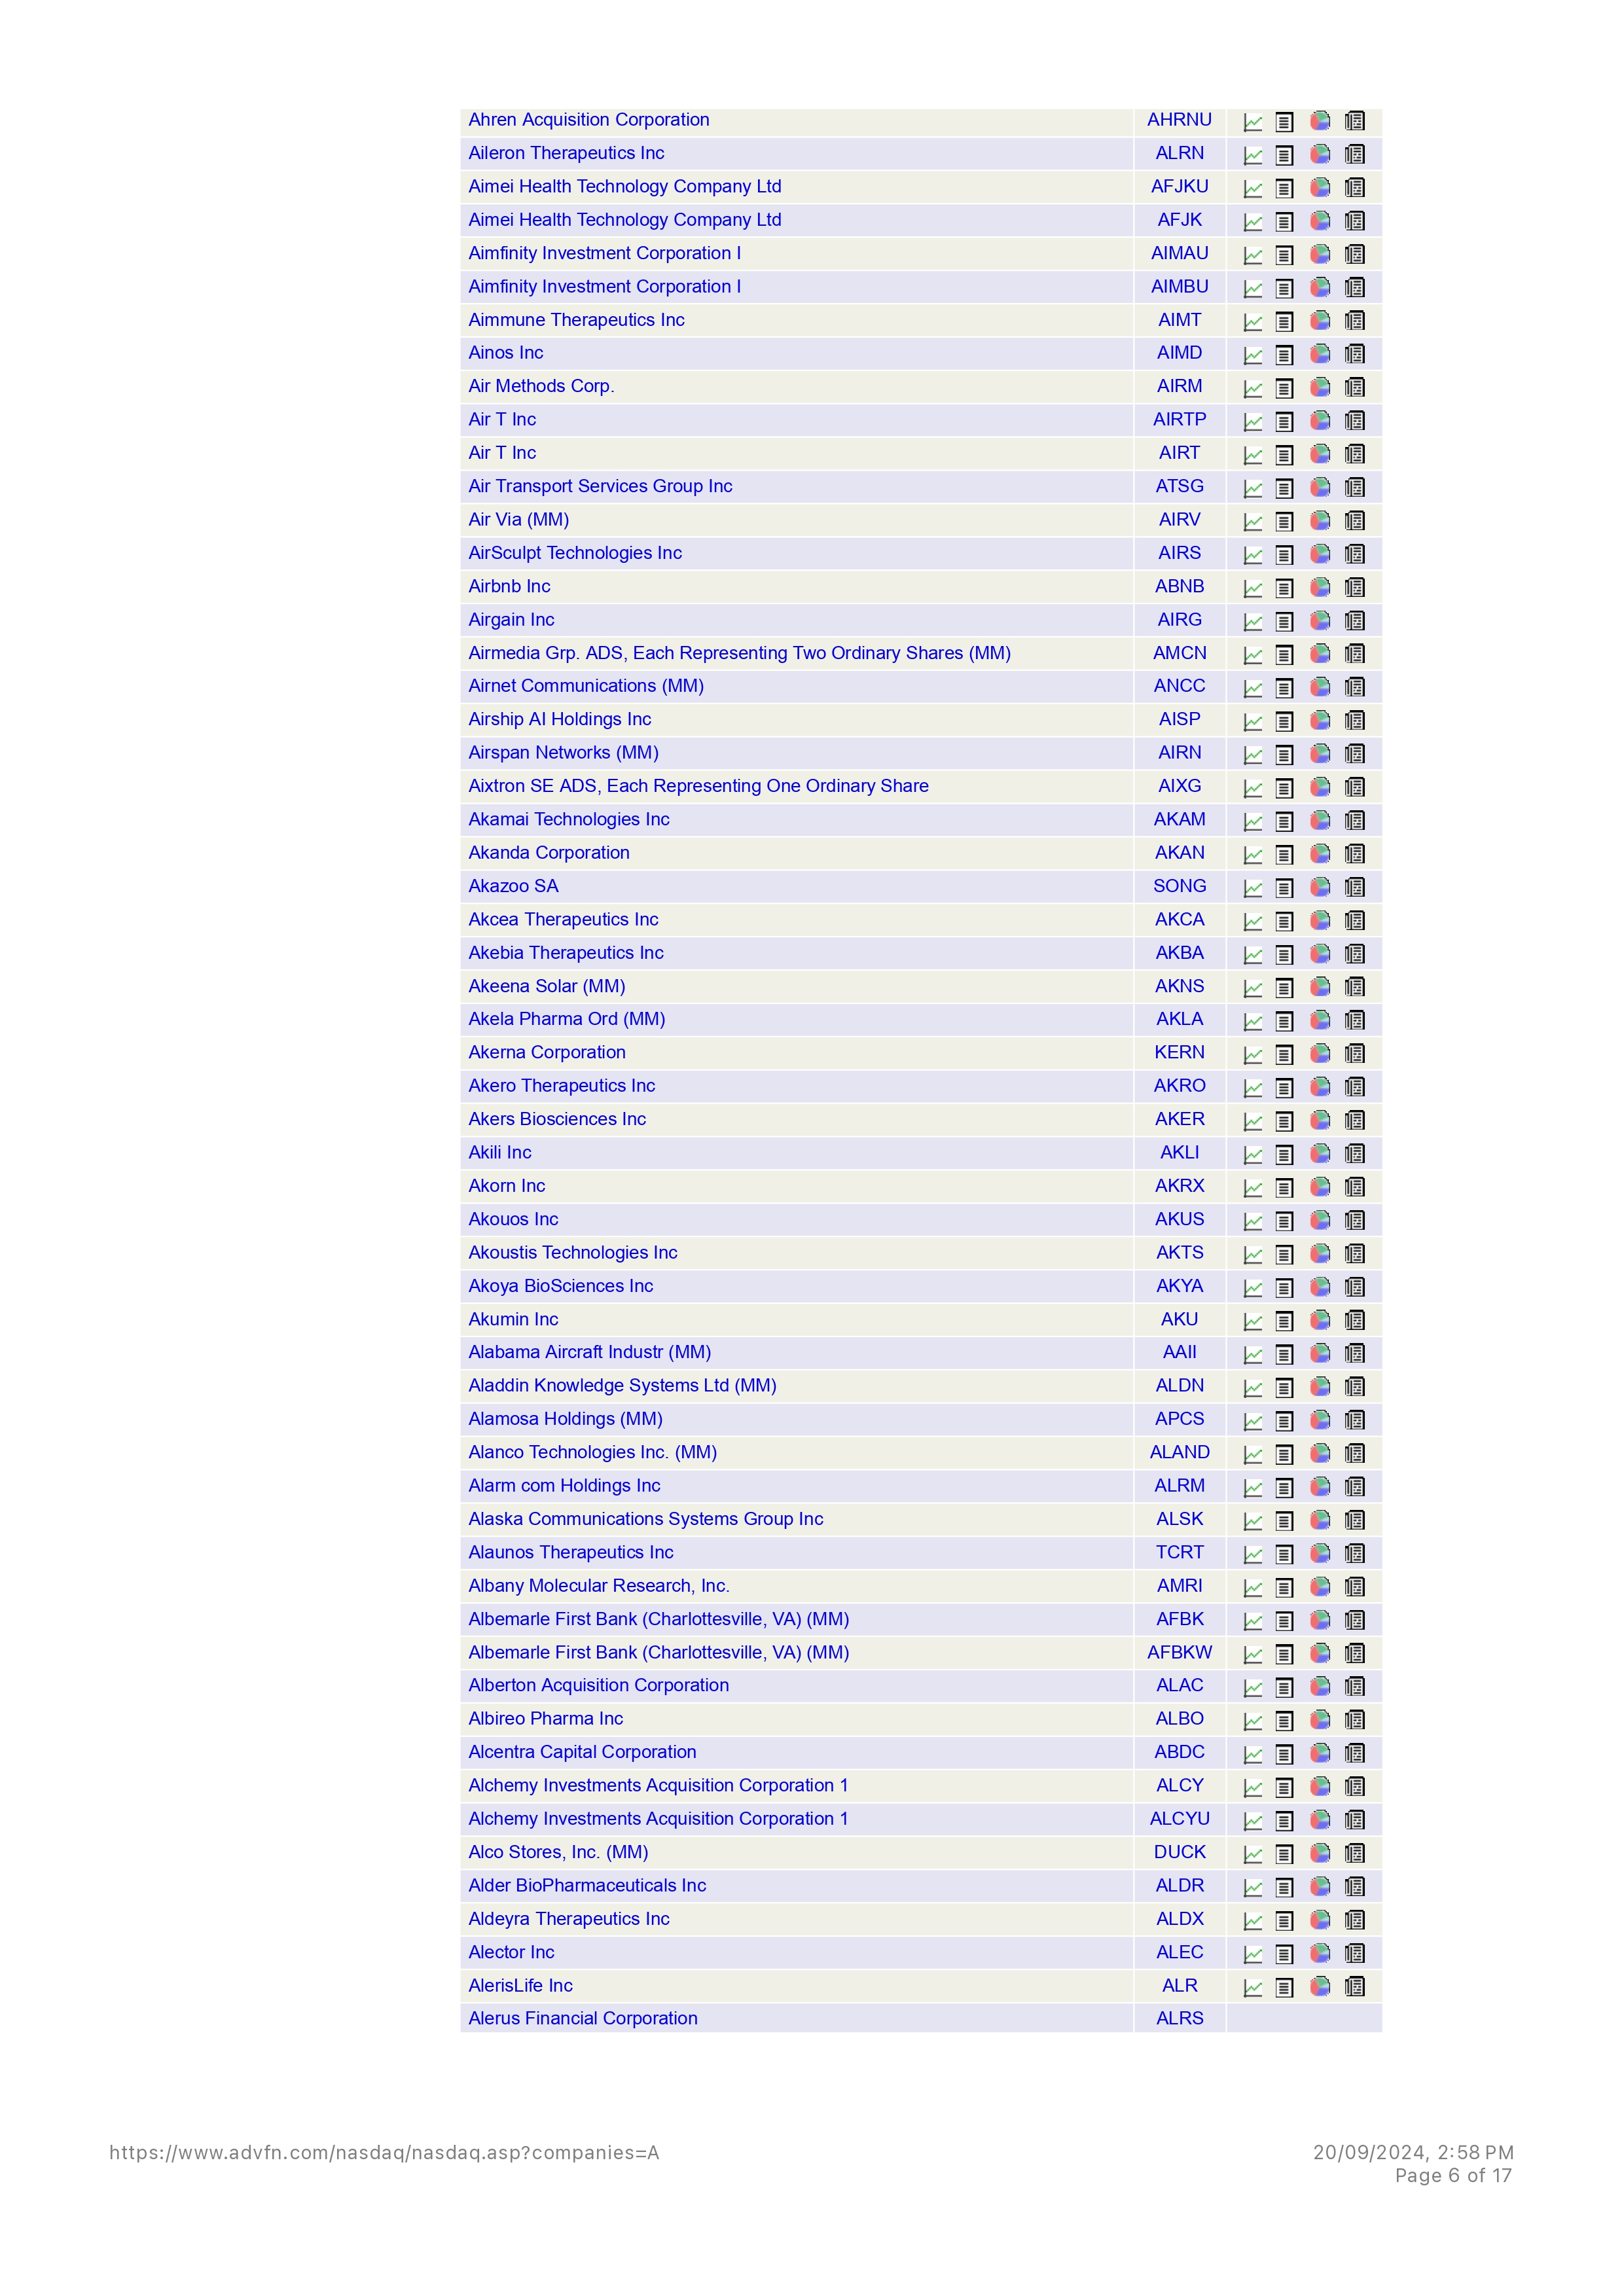 Ahren Acquisition Corporation AHRNU
Aileron Therapeutics Inc ALRN
Aimei Health Technology Company Ltd AFJKU
Aimei Health Technology Company Ltd AFJK
Aimfinity Investment Corporation I AIMAU
Aimfinity Investment Corporation I AIMBU
Aimmune Therapeutics Inc AIMT
Ainos Inc AIMD
Air Methods Corp. AIRM
Air T Inc AIRTP
Air T Inc AIRT
Air Transport Services Group Inc ATSG
Air Via (MM) AIRV
AirSculpt Technologies Inc AIRS
Airbnb Inc ABNB
Airgain Inc AIRG
Airmedia Grp. ADS, Each Representing Two Ordinary Shares (MM) AMCN
Airnet Communications (MM) ANCC
Airship AI Holdings Inc AISP
Airspan Networks (MM) AIRN
Aixtron SE ADS, Each Representing One Ordinary Share AIXG
Akamai Technologies Inc AKAM
Akanda Corporation AKAN
Akazoo SA SONG
Akcea Therapeutics Inc AKCA
Akebia Therapeutics Inc AKBA
Akeena Solar (MM) AKNS
Akela Pharma Ord (MM) AKLA
Akerna Corporation KERN
Akero Therapeutics Inc AKRO
Akers Biosciences Inc AKER
Akili Inc AKLI
Akorn Inc AKRX
Akouos Inc AKUS
Akoustis Technologies Inc AKTS
Akoya BioSciences Inc AKYA
Akumin Inc AKU
Alabama Aircraft Industr (MM) AAII
Aladdin Knowledge Systems Ltd (MM) ALDN
Alamosa Holdings (MM) APCS
Alanco Technologies Inc. (MM) ALAND
Alarm com Holdings Inc ALRM
Alaska Communications Systems Group Inc ALSK
Alaunos Therapeutics Inc TCRT
Albany Molecular Research, Inc. AMRI
Albemarle First Bank (Charlottesville, VA) (MM) AFBK
Albemarle First Bank (Charlottesville, VA) (MM) AFBKW
Alberton Acquisition Corporation ALAC
Albireo Pharma Inc ALBO
Alcentra Capital Corporation ABDC
Alchemy Investments Acquisition Corporation 1 ALCY
Alchemy Investments Acquisition Corporation 1 ALCYU
Alco Stores, Inc. (MM) DUCK
Alder BioPharmaceuticals Inc ALDR
Aldeyra Therapeutics Inc ALDX
Alector Inc ALEC
AlerisLife Inc ALR
Alerus Financial Corporation ALRS
https://www.advfn.com/nasdaq/nasdaq.asp?companies=A 20/09/2024, 2:58 PM
Page 6 of 17